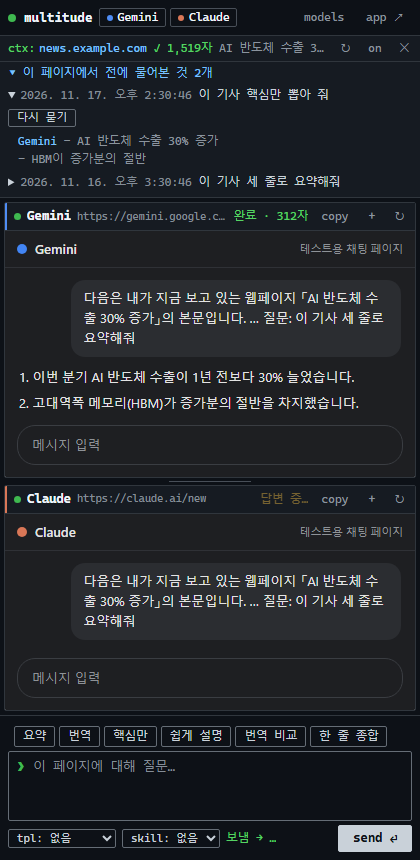 multitude Gemini Claude models app ↗
ctx: news.example.com ✓ 1,519자 AI 반도체 수출 3… ↻ on ×
▼ 이 페이지에서 전에 물어본 것 2개
▼ 2026. 11. 17. 오후 2:30:46 이 기사 핵심만 뽑아 줘
다시 묻기
Gemini – AI 반도체 수출 30% 증가
– HBM이 증가분의 절반
▶ 2026. 11. 16. 오후 3:30:46 이 기사 세 줄로 요약해줘
Gemini https://gemini.google.c… 완료 · 312자 copy + ↻
Gemini 테스트용 채팅 페이지
다음은 내가 지금 보고 있는 웹페이지 「AI 반도체 수
출 30% 증가」의 본문입니다. … 질문: 이 기사 세 줄로
요약해줘
1. 이번 분기 AI 반도체 수출이 1년 전보다 30% 늘었습니다.
2. 고대역폭 메모리(HBM)가 증가분의 절반을 차지했습니다.
메시지 입력
Claude https://claude.ai/new 답변 중… copy + ↻
Claude 테스트용 채팅 페이지
다음은 내가 지금 보고 있는 웹페이지 「AI 반도체 수
출 30% 증가」의 본문입니다. … 질문: 이 기사 세 줄로
요약해줘
메시지 입력
요약 번역 핵심만 쉽게 설명 번역 비교 한 줄 종합
❯ 이 페이지에 대해 질문…
tpl: 없음 skill: 없음 보냄 → … send ↵